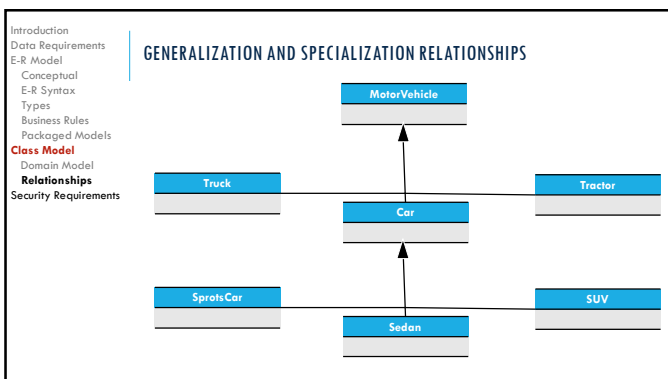 Introduction
Data Requirements
E-R Model
Conceptual
E-R Syntax
Types
Business Rules
Packaged Models
Class Model
Domain Model
Relationships
Security Requirements
GENERALIZATION AND SPECIALIZATION RELATIONSHIPS
MotorVehicle
Truck
Tractor
Car
SprotsCar
SUV
Sedan